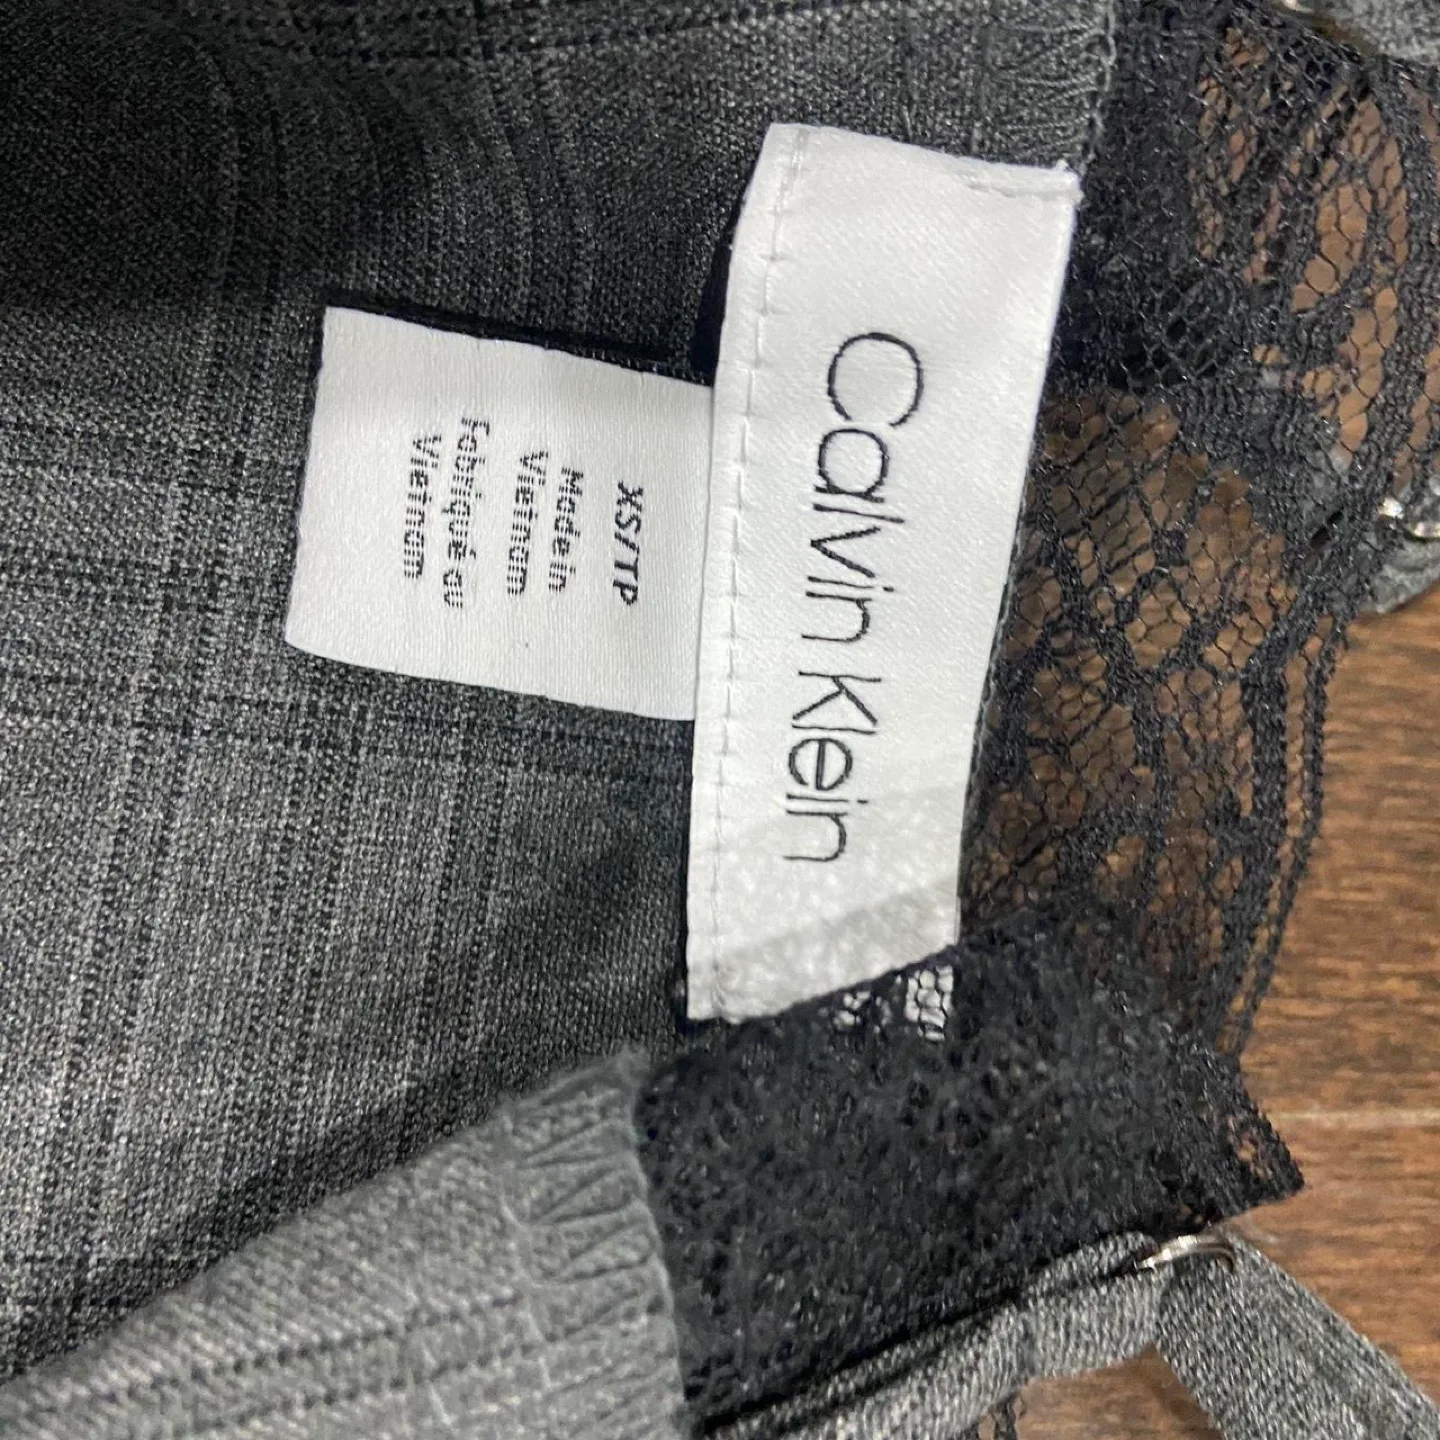 Calvin Klein
XS/TP
Made in
Vietnam
Fabriqué au
Vietnam